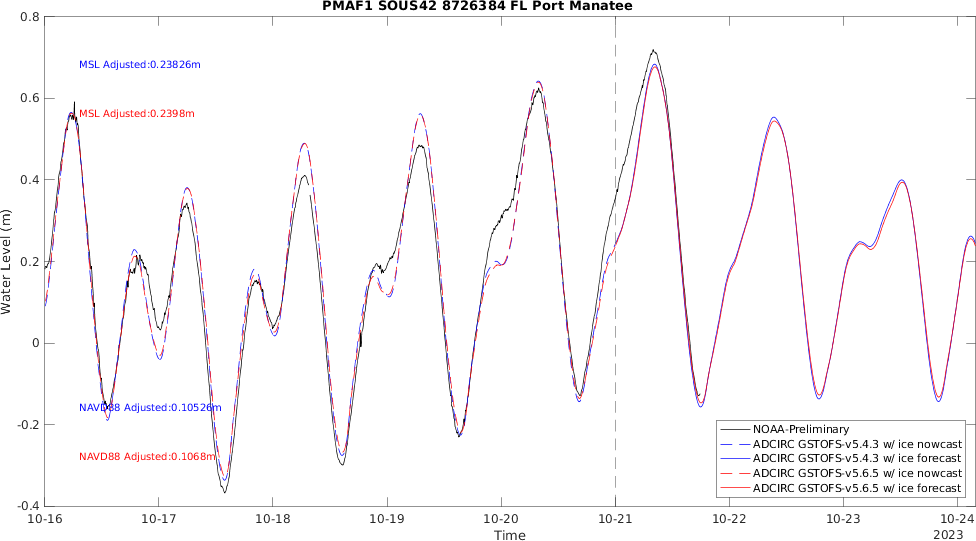 PMAF1 SOUS42 8726384 FL Port Manatee
Water Level (m)
0.8
0.6
0.4
0.2
0
-0.2
-0.4
MSL Adjusted:0.23826m
MSL Adjusted:0.2398m
NAVD88 Adjusted:0.10526m
NAVD88 Adjusted:0.1068m
NOAA-Preliminary
ADCIRC GSTOFS-v5.4.3 w/ ice nowcast
ADCIRC GSTOFS-v5.4.3 w/ ice forecast
ADCIRC GSTOFS-v5.6.5 w/ ice nowcast
ADCIRC GSTOFS-v5.6.5 w/ ice forecast
10-16 10-17 10-18 10-19 10-20 10-21 10-22 10-23 10-24
Time 2023